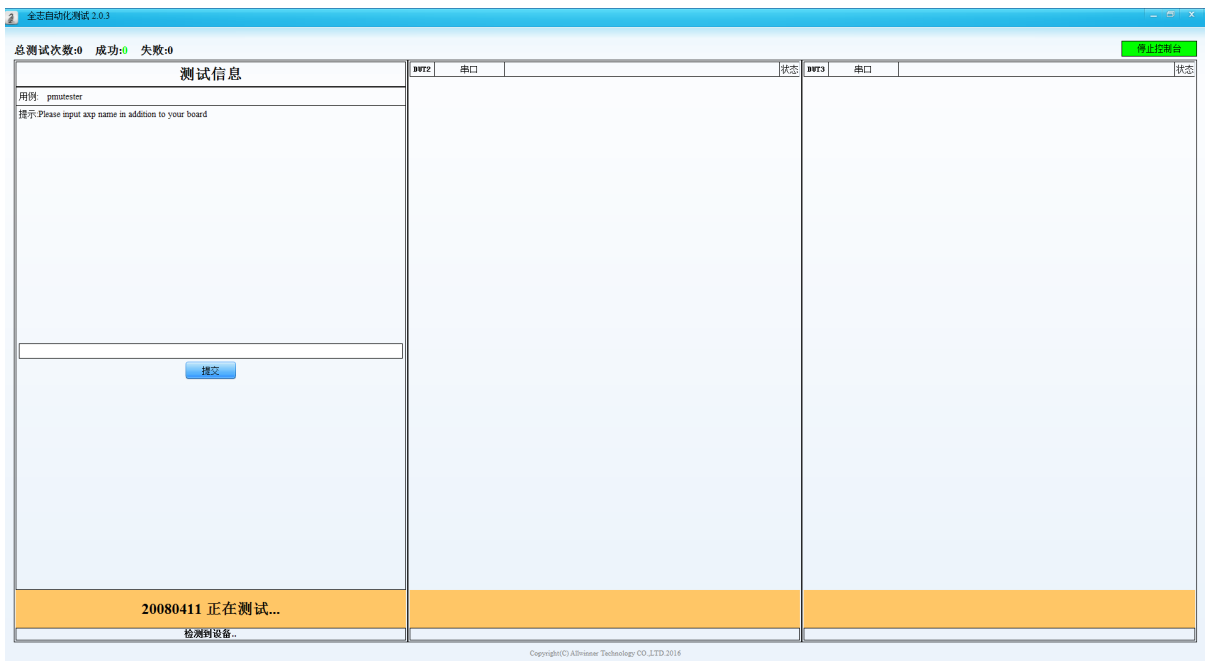 全志自动化测试 2.0.3
总测试次数:0 成功:0 失败:0
停止控制台
测试信息
用例: pmutester
提示:Please input axp name in addition to your board
提交
20080411 正在测试...
检测到设备..
DUT2 串口 状态
DUT3 串口 状态
Copyright(C) Allwinner Technology CO.,LTD.2016